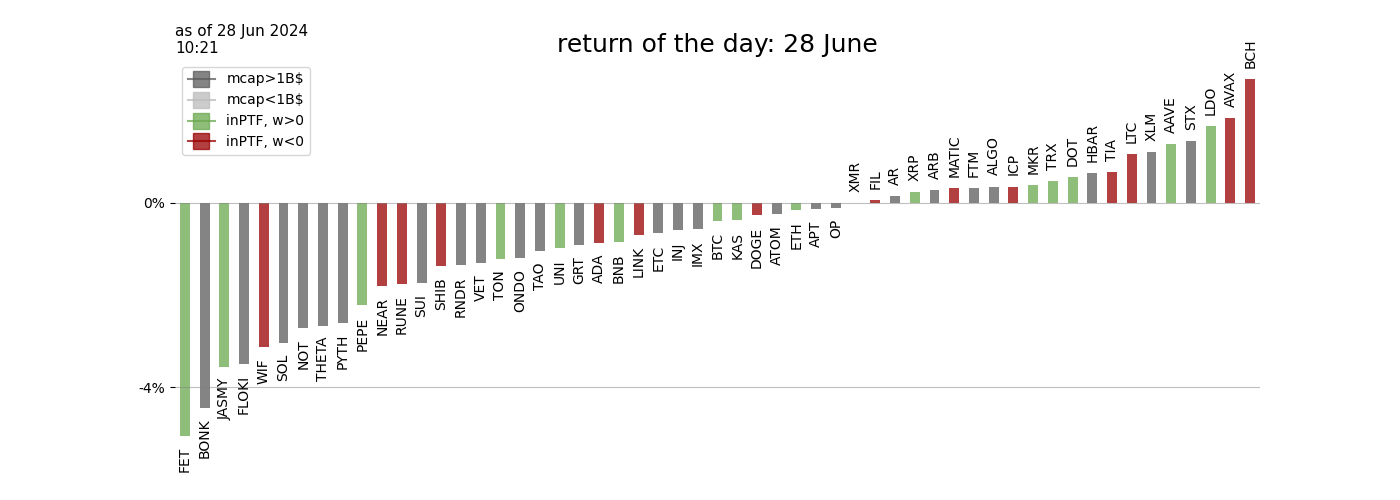 as of 28 Jun 2024
10:21
return of the day: 28 June
mcap>1B$
mcap<1B$
inPTF, w>0
inPTF, w<0
0%
-4%
FET
BONK
JASMY
FLOKI
WIF
SOL
NOT
THETA
PYTH
PEPE
NEAR
RUNE
SUI
SHIB
RNDR
VET
TON
ONDO
TAO
UNI
GRT
ADA
BNB
LINK
ETC
INJ
IMX
BTC
KAS
DOGE
ATOM
ETH
APT
OP
XMR
FIL
AR
XRP
ARB
MATIC
FTM
ALGO
ICP
MKR
TRX
DOT
HBAR
TIA
LTC
XLM
AAVE
STX
LDO
AVAX
BCH